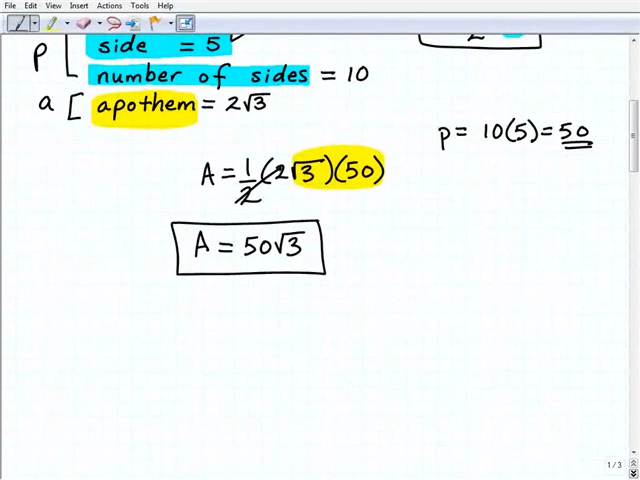 File Edit View Insert Actions Tools Help
side = 5
p
number of sides = 10
a [ apothem = 2√3
p = 10(5) = 50
A = 1/2 (2√3)(50)
A = 50√3
1/3